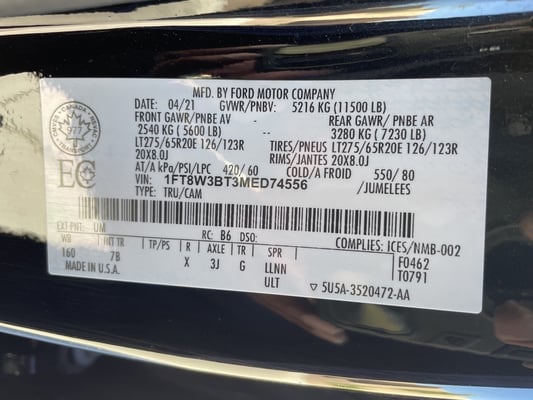 MFD. BY FORD MOTOR COMPANY
DATE: 04/21 GVWR/PNBV: 5216 KG (11500 LB)
FRONT GAWR/PNBE AV REAR GAWR/ PNBE AR
2540 KG ( 5600 LB) -- 3280 KG ( 7230 LB)
LT275/65R20E 126/123R TIRES/PNEUS LT275/65R20E 126/123R
20X8.0J RIMS/JANTES 20X8.0J
AT/A kPa/PSI/LPC 420/60 COLD/A FROID 550/80
VIN: 1FT8W3BT3MED74556 /JUMELEES
TYPE: TRU/CAM
EXT PNT: UM RC: B6 DSO: COMPLIES: ICES/NMB-002
WB INT TR TP/PS R AXLE TR SPR F0462
160 7B X 3J G LLNN T0791
MADE IN U.S.A. ULT ▽ 5U5A-3520472-AA
CANADA
977
TRANSPORT
EC